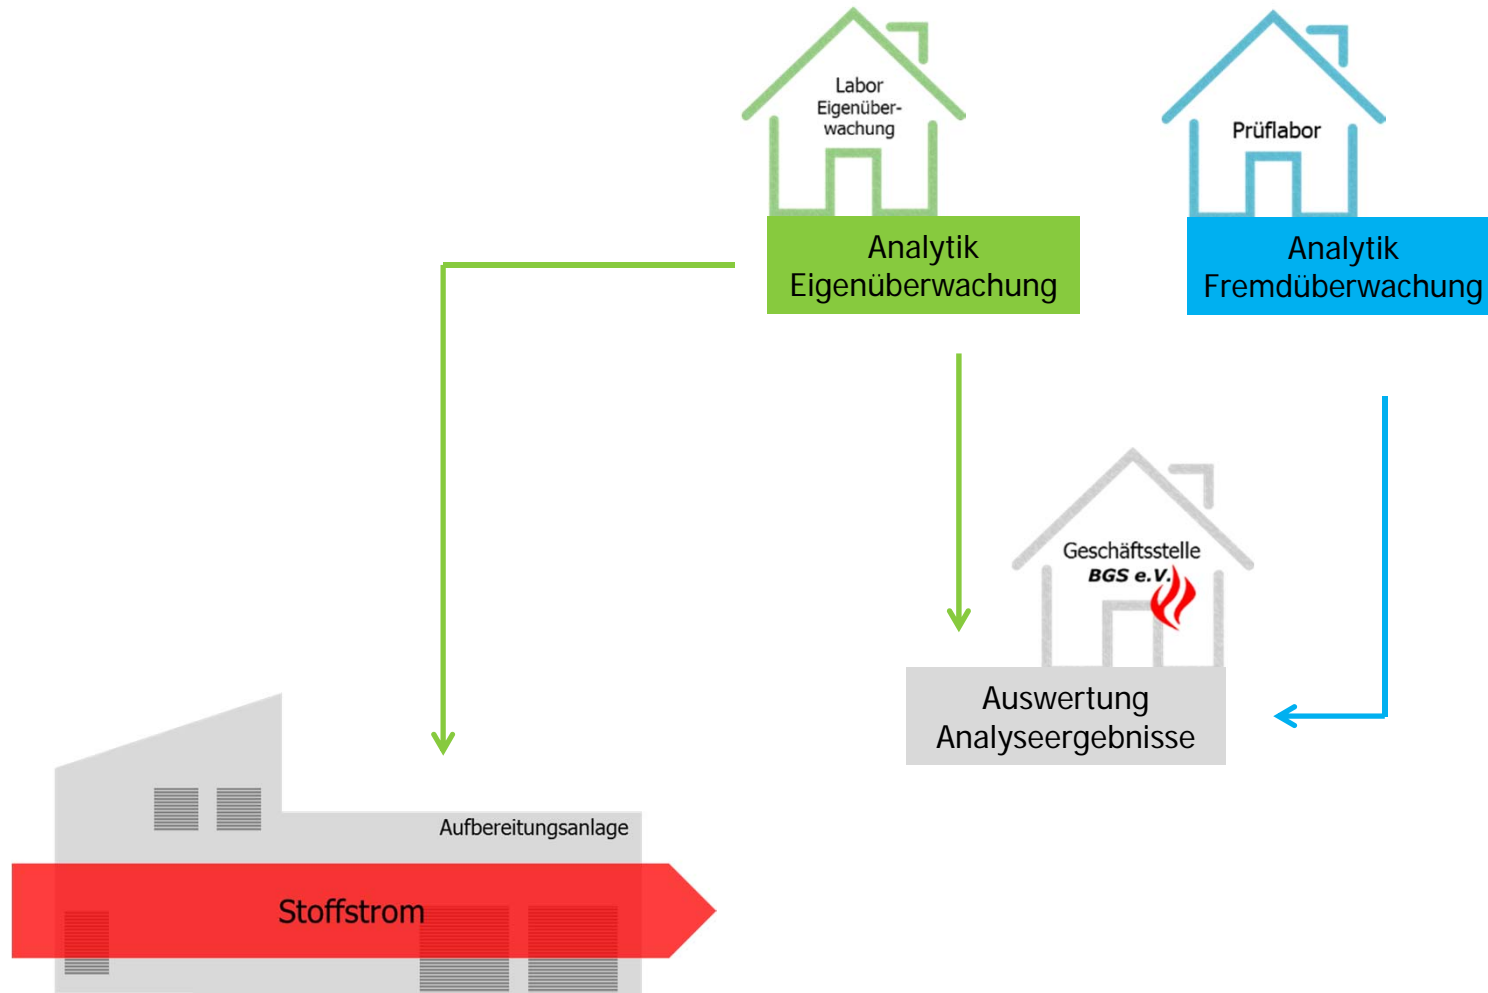 Labor
Eigenüber-
wachung
Prüflabor
Analytik
Eigenüberwachung
Analytik
Fremdüberwachung
Geschäftsstelle
BGS e.V.
Auswertung
Analyseergebnisse
Aufbereitungsanlage
Stoffstrom